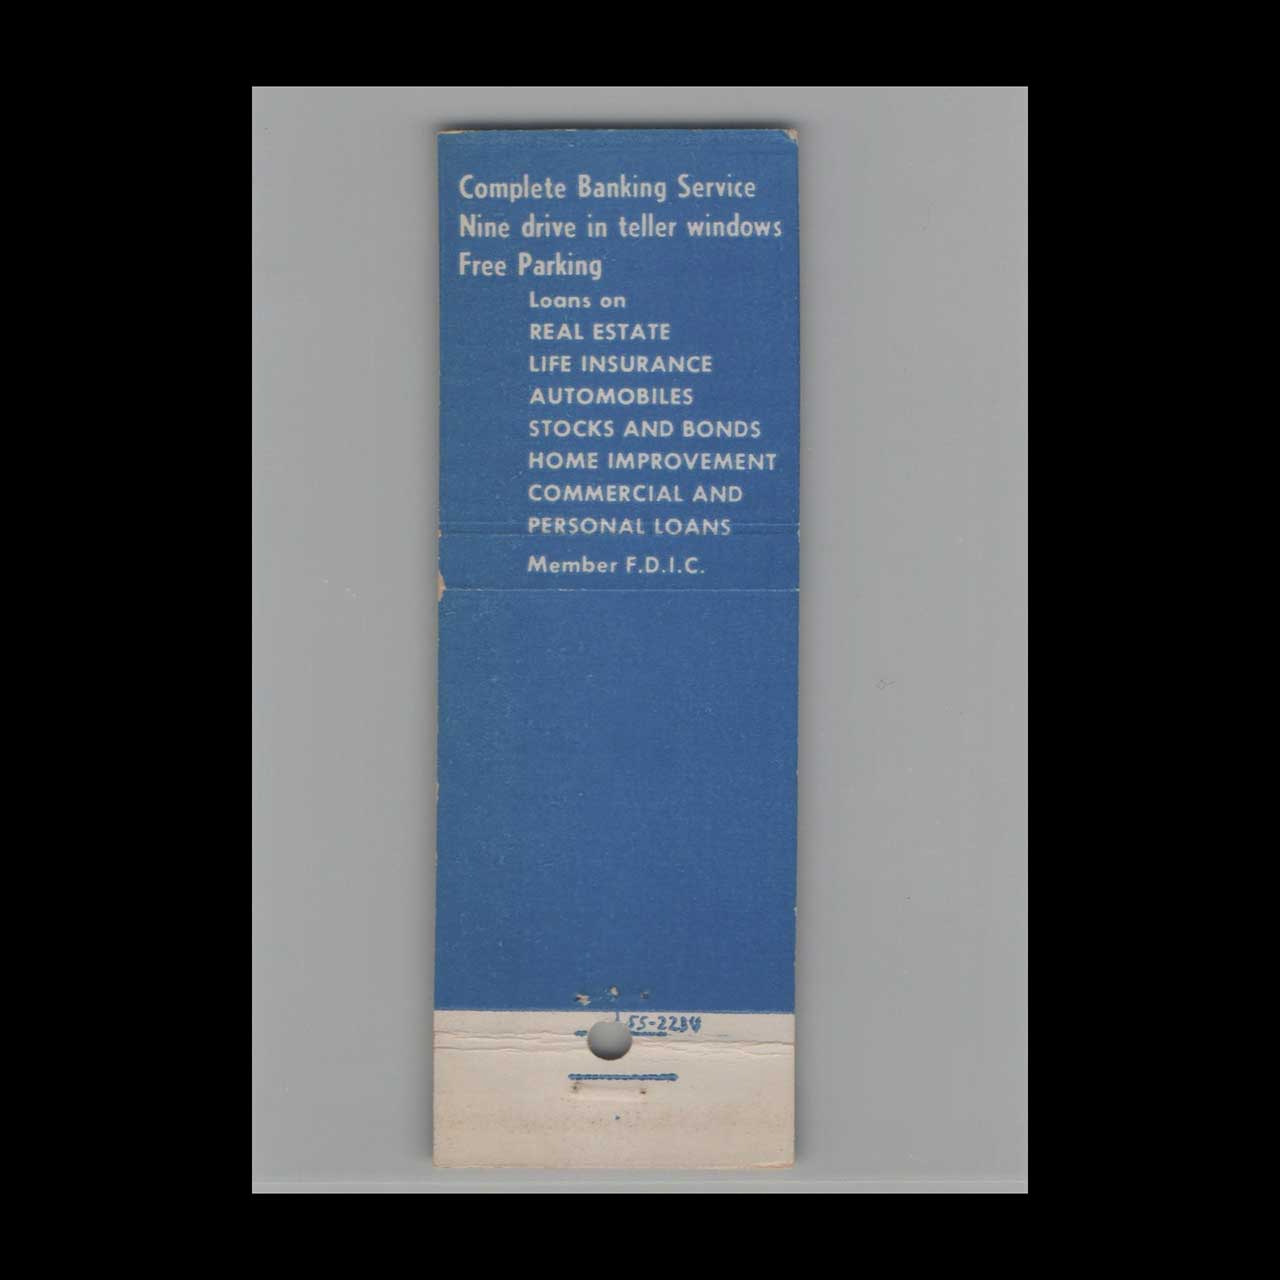 Complete Banking Service
Nine drive in teller windows
Free Parking
Loans on
REAL ESTATE
LIFE INSURANCE
AUTOMOBILES
STOCKS AND BONDS
HOME IMPROVEMENT
COMMERCIAL AND
PERSONAL LOANS
Member F.D.I.C.